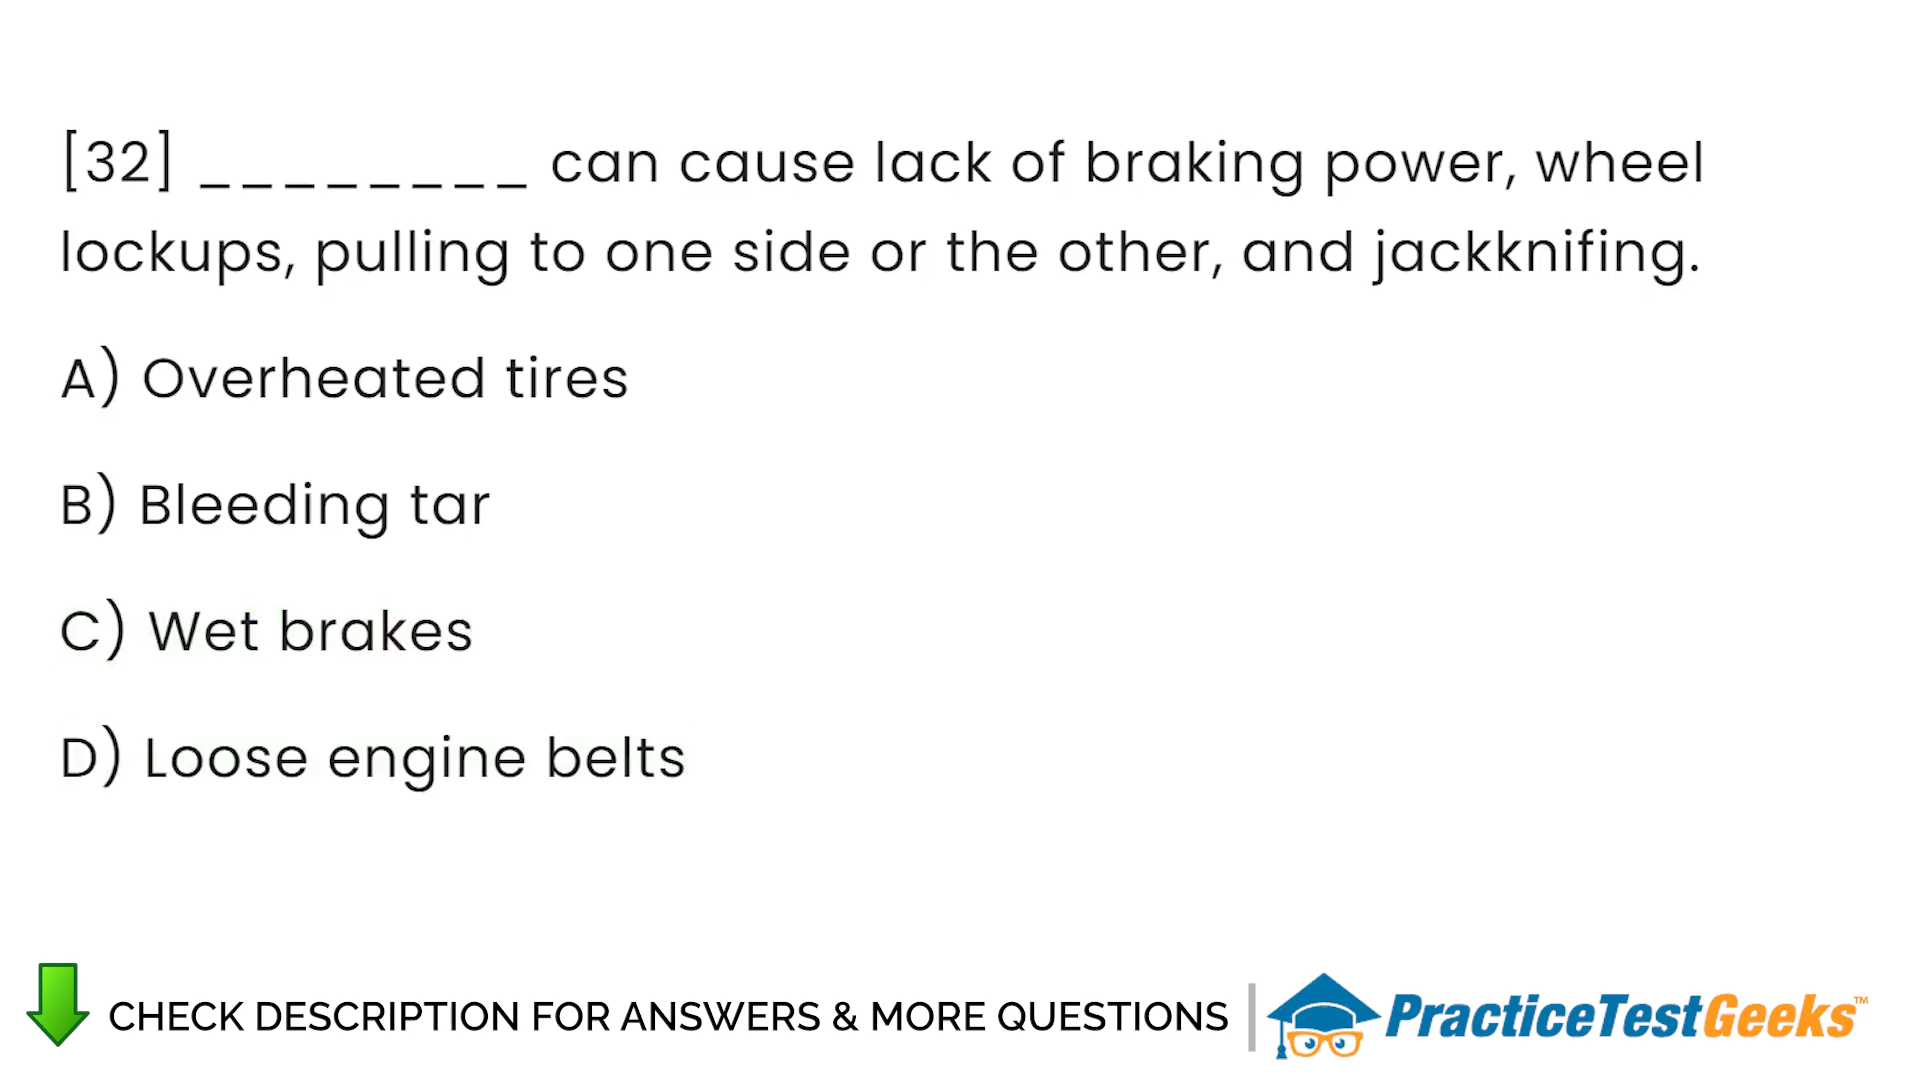 [32] ________ can cause lack of braking power, wheel
lockups, pulling to one side or the other, and jackknifing.
A) Overheated tires
B) Bleeding tar
C) Wet brakes
D) Loose engine belts
CHECK DESCRIPTION FOR ANSWERS & MORE QUESTIONS
PracticeTestGeeks™